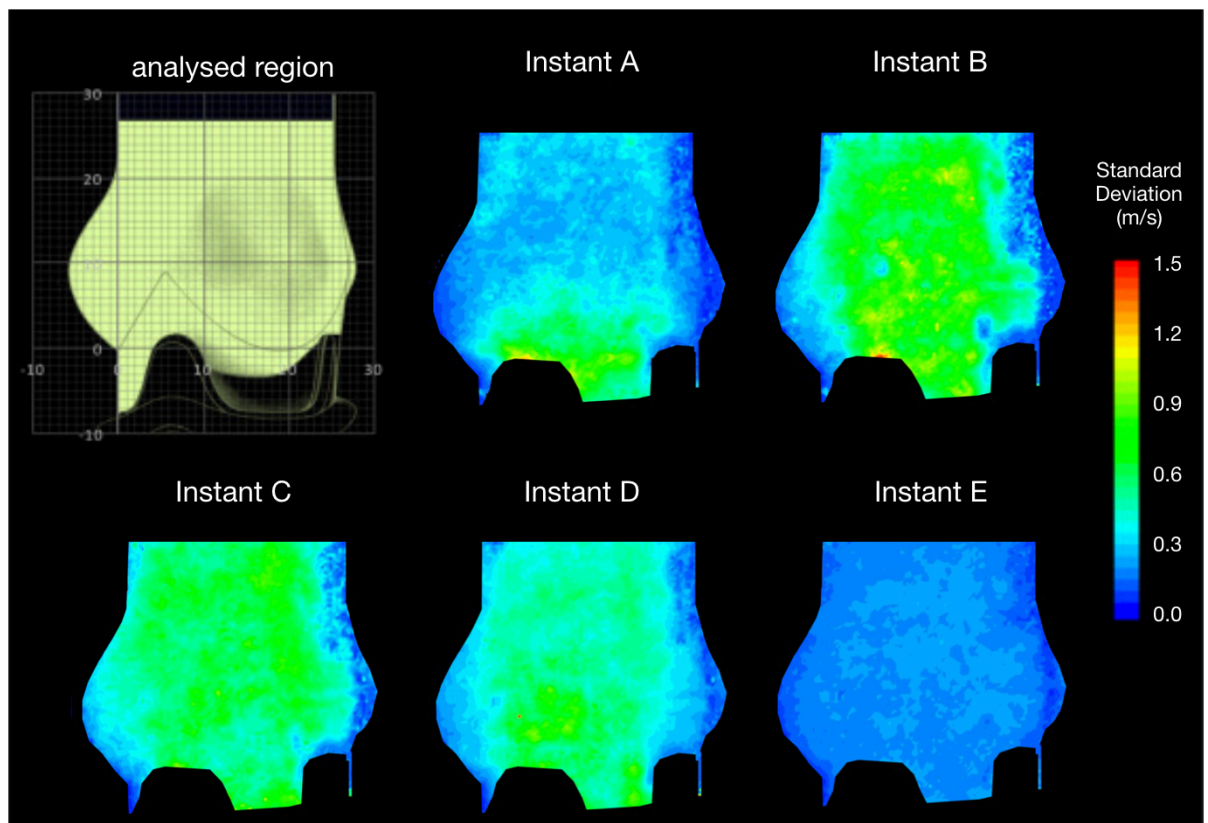 analysed region
30
20
10
0
-10
0
10
20
30
-10
Instant A
Instant B
Standard
Deviation
(m/s)
1.5
1.2
0.9
0.6
0.3
0.0
Instant C
Instant D
Instant E